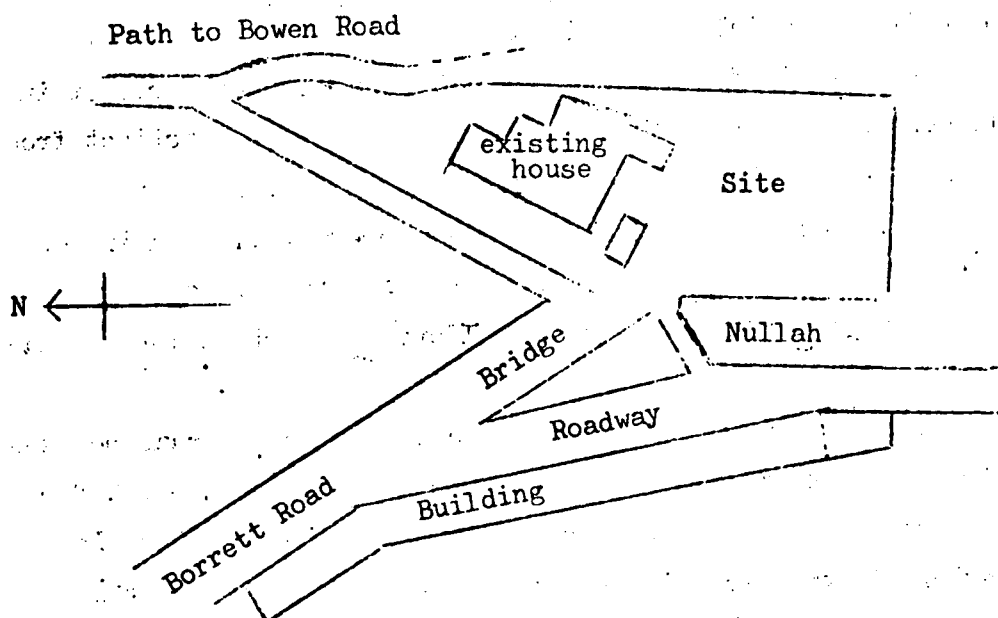 Path to Bowen Road
existing
house
Site
N
Nullah
Bridge
Roadway
Building
Borrett Road